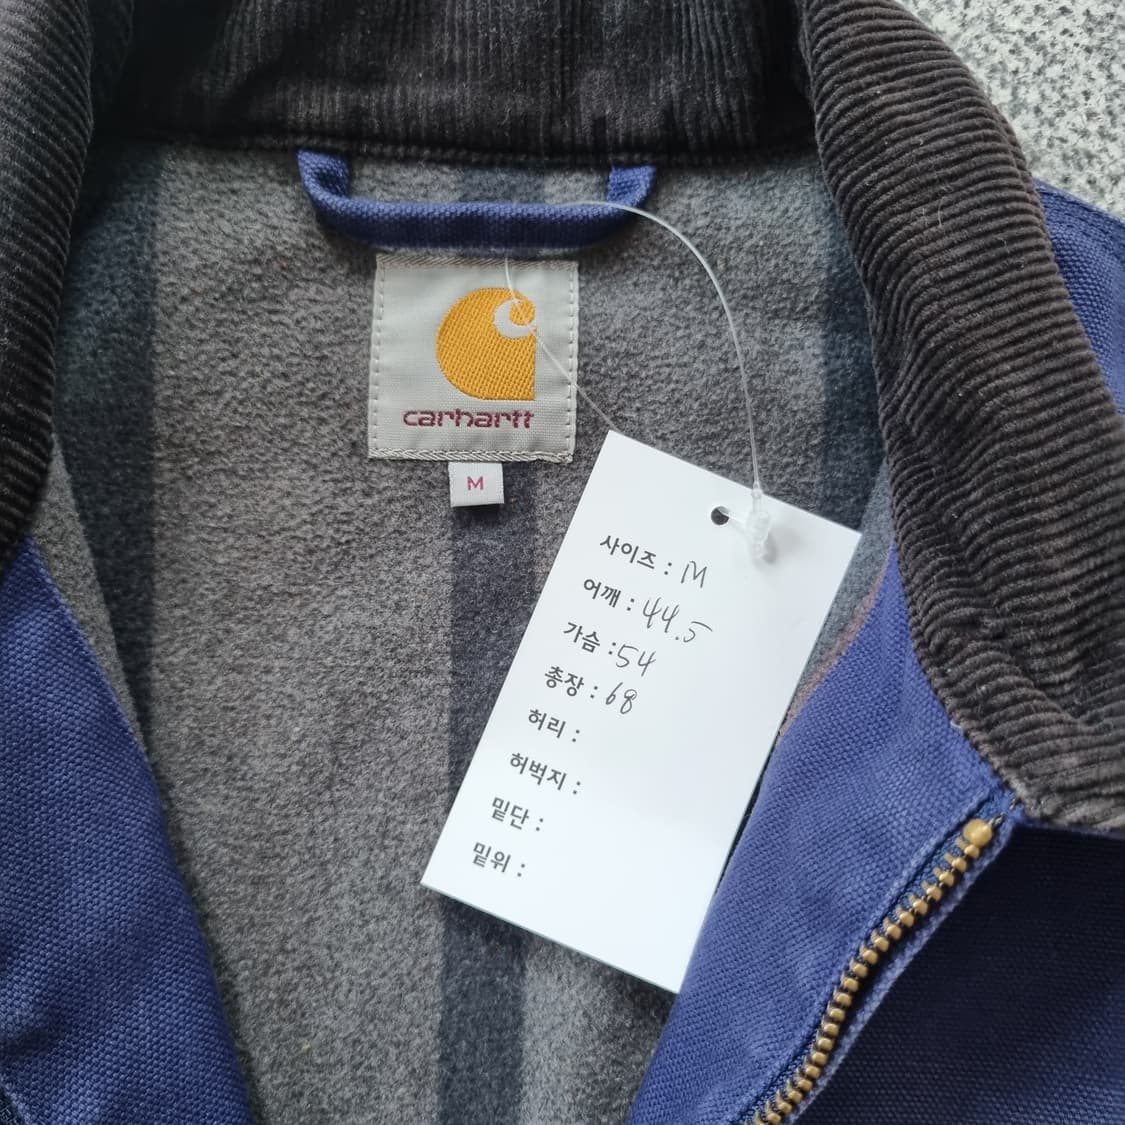 carhartt
M
사이즈 : M
어깨 : 44.5
가슴 : 54
총장 : 68
허리 :
허벅지 :
밑단 :
밑위 :